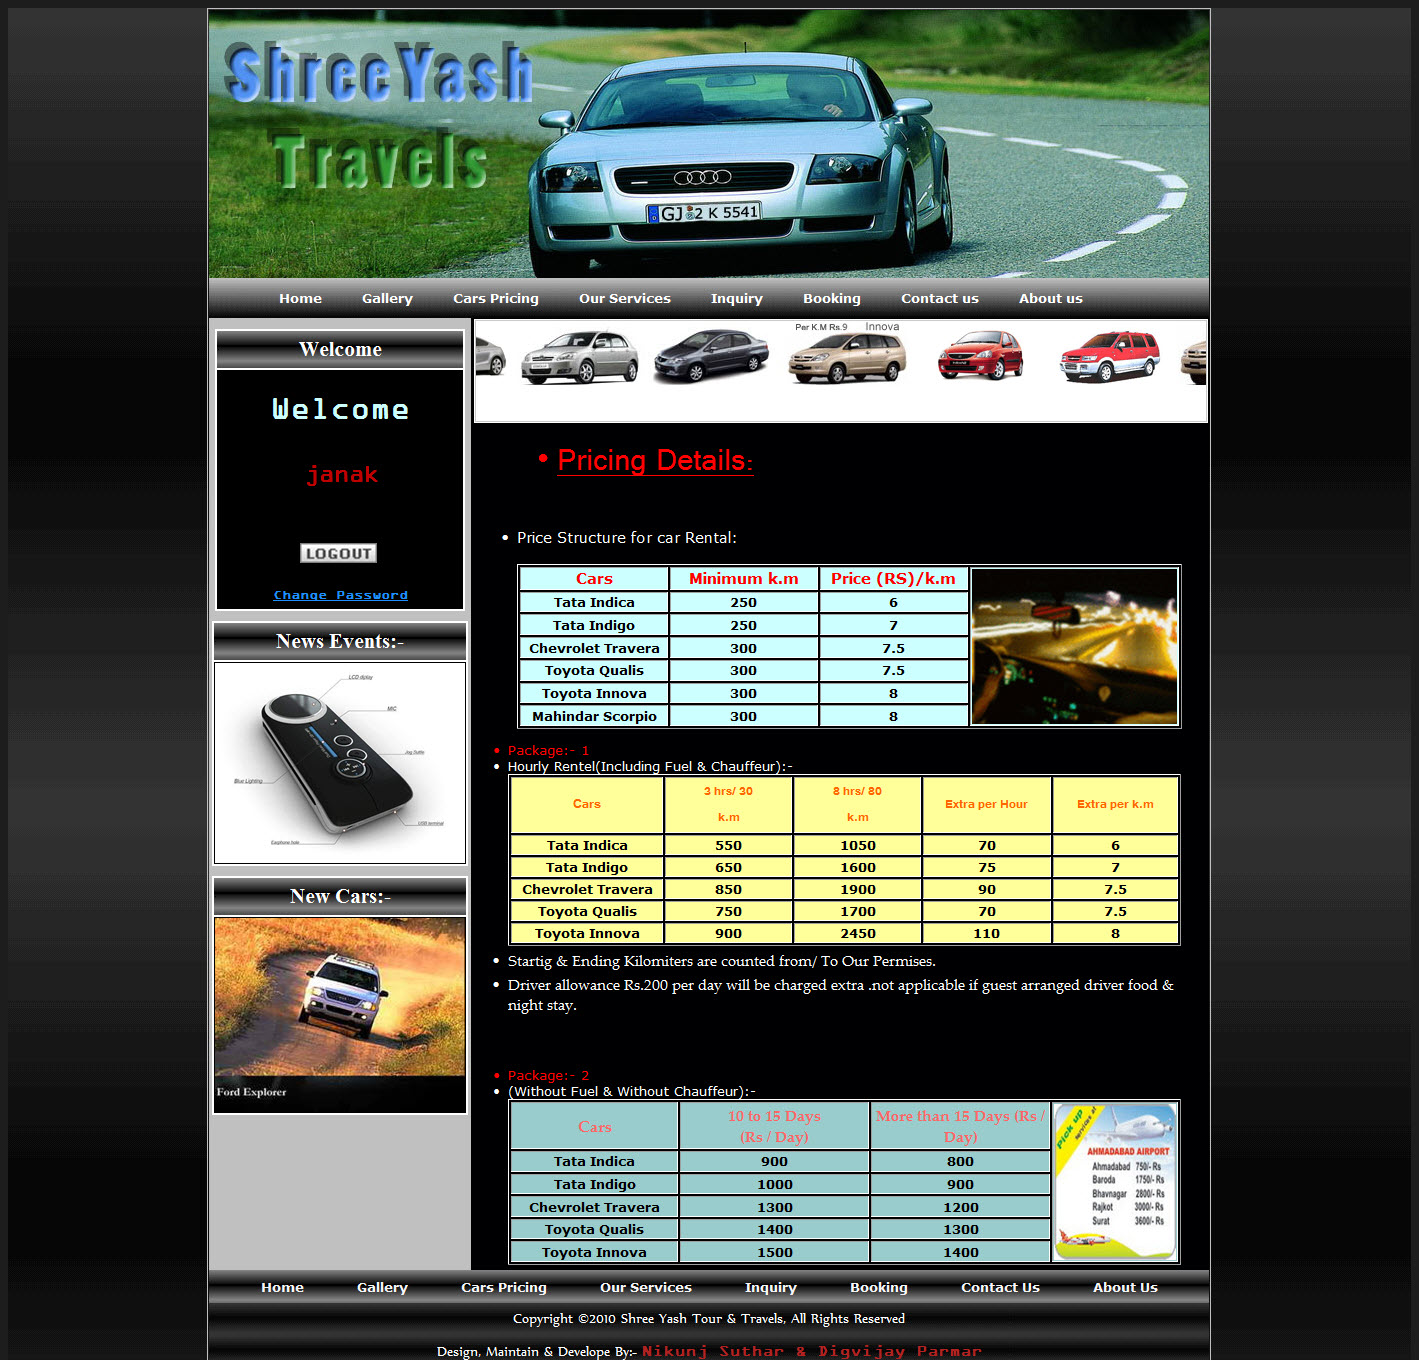 ShreeYash
Travels
GJ 2 K 5541
Home Gallery Cars Pricing Our Services Inquiry Booking Contact us About us
Welcome
Welcome
janak
LOGOUT
Change Password
News Events:-
LCD diplay
MIC
Jog Suttle
Blue Lighting
USB terminal
Earphone hole
New Cars:-
Ford Explorer
Per K.M Rs.9 Innova
• Pricing Details:
• Price Structure for car Rental:
Cars Minimum k.m Price (RS)/k.m
Tata Indica 250 6
Tata Indigo 250 7
Chevrolet Travera 300 7.5
Toyota Qualis 300 7.5
Toyota Innova 300 8
Mahindar Scorpio 300 8
• Package:- 1
• Hourly Rentel(Including Fuel & Chauffeur):-
Cars 3 hrs/ 30 k.m 8 hrs/ 80 k.m Extra per Hour Extra per k.m
Tata Indica 550 1050 70 6
Tata Indigo 650 1600 75 7
Chevrolet Travera 850 1900 90 7.5
Toyota Qualis 750 1700 70 7.5
Toyota Innova 900 2450 110 8
• Startig & Ending Kilomiters are counted from/ To Our Permises.
• Driver allowance Rs.200 per day will be charged extra .not applicable if guest arranged driver food &
night stay.
• Package:- 2
• (Without Fuel & Without Chauffeur):-
Cars 10 to 15 Days (Rs / Day) More than 15 Days (Rs / Day)
Tata Indica 900 800
Tata Indigo 1000 900
Chevrolet Travera 1300 1200
Toyota Qualis 1400 1300
Toyota Innova 1500 1400
Pick up
services at
AHMADABAD AIRPORT
Ahmadabad 750/- Rs
Baroda 1750/- Rs
Bhavnagar 2800/- Rs
Rajkot 3000/- Rs
Surat 3600/- Rs
Home Gallery Cars Pricing Our Services Inquiry Booking Contact Us About Us
Copyright ©2010 Shree Yash Tour & Travels, All Rights Reserved
Design, Maintain & Develope By:- Nikunj Suthar & Digvijay Parmar